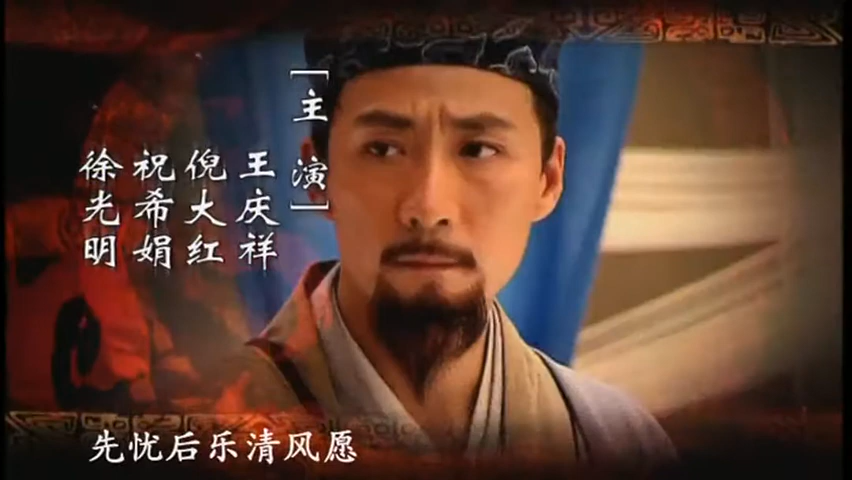 [主演]
王庆祥
倪大红
祝希娟
徐光明
先忧后乐清风愿